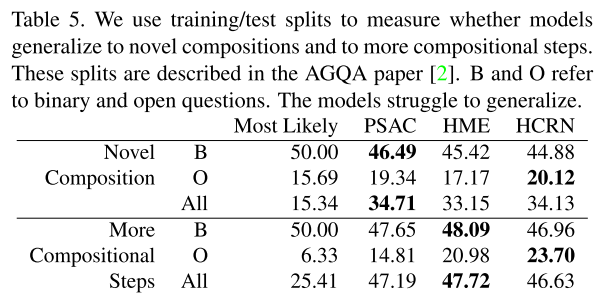 Table 5. We use training/test splits to measure whether models
generalize to novel compositions and to more compositional steps.
These splits are described in the AGQA paper [2]. B and O refer
to binary and open questions. The models struggle to generalize.
Most Likely PSAC HME HCRN
Novel B 50.00 46.49 45.42 44.88
Composition O 15.69 19.34 17.17 20.12
All 15.34 34.71 33.15 34.13
More B 50.00 47.65 48.09 46.96
Compositional O 6.33 14.81 20.98 23.70
Steps All 25.41 47.19 47.72 46.63